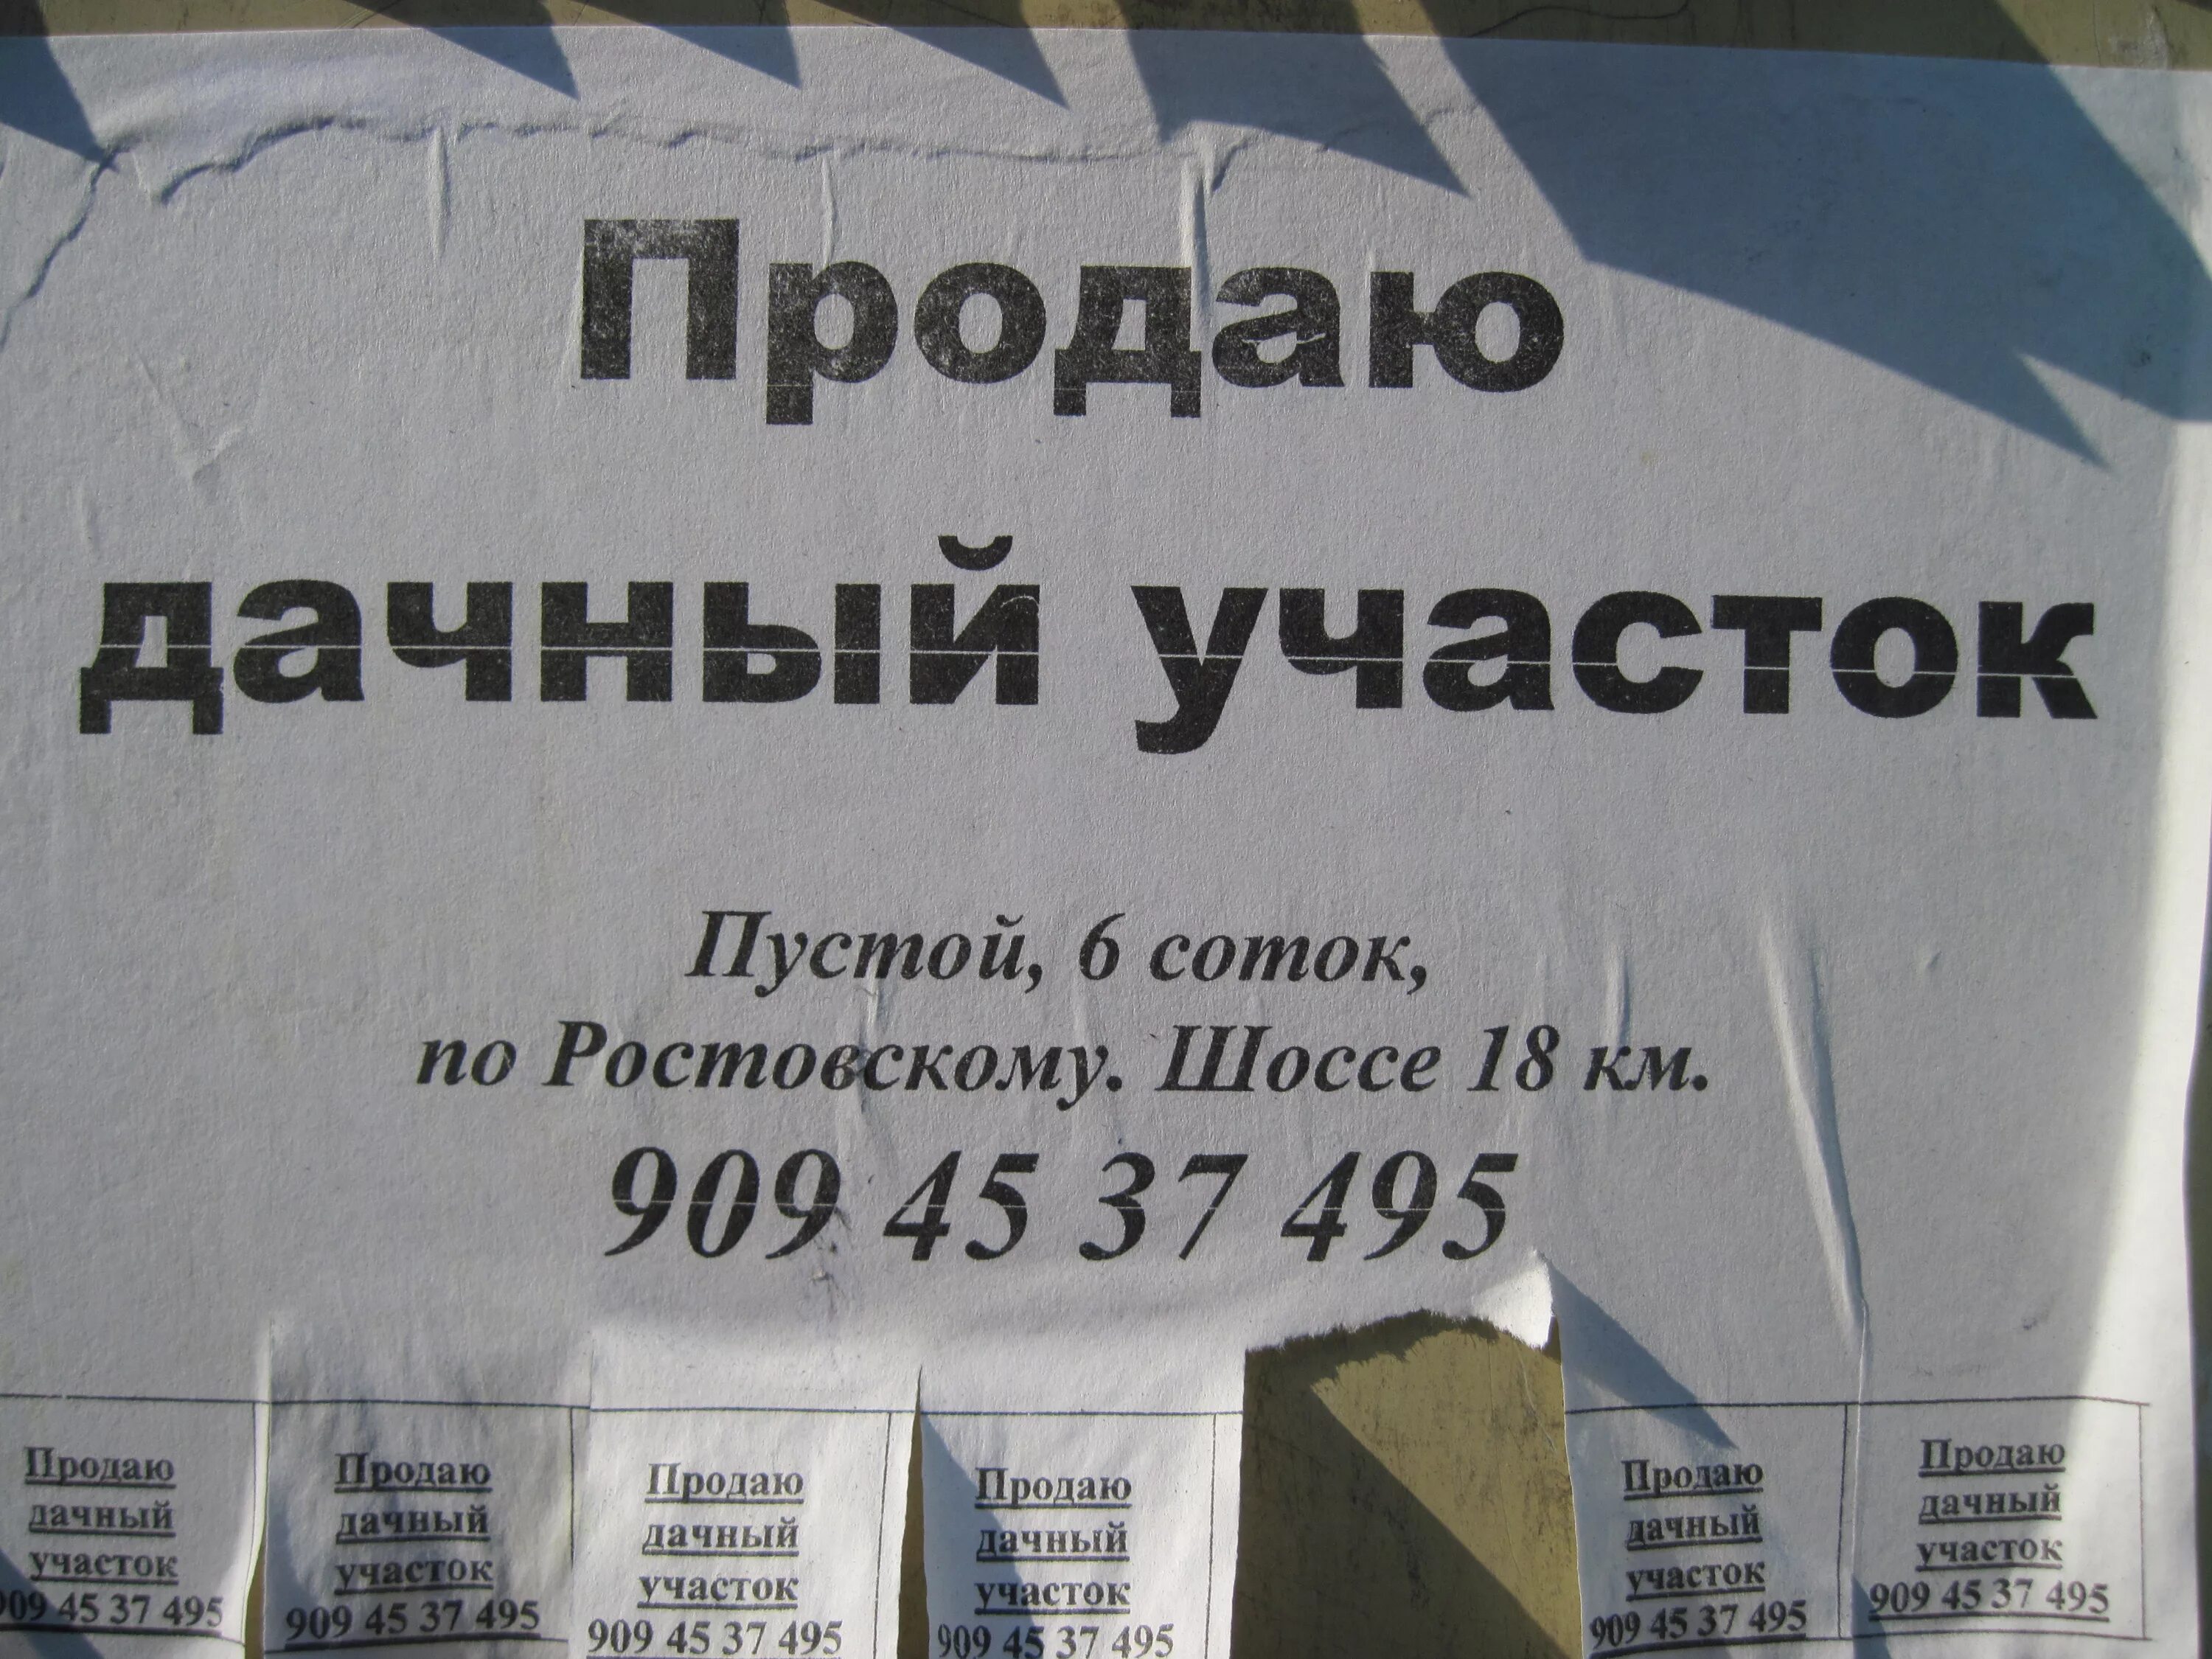 Продаю
дачный участок
Пустой, 6 соток,
по Ростовскому. Шоссе 18 км.
909 45 37 495
Продаю
дачный
участок
909 45 37 495
Продаю
дачный
участок
909 45 37 495
Продаю
дачный
участок
909 45 37 495
Продаю
дачный
участок
909 45 37 495
Продаю
дачный
участок
909 45 37 495
Продаю
дачный
участок
909 45 37 495